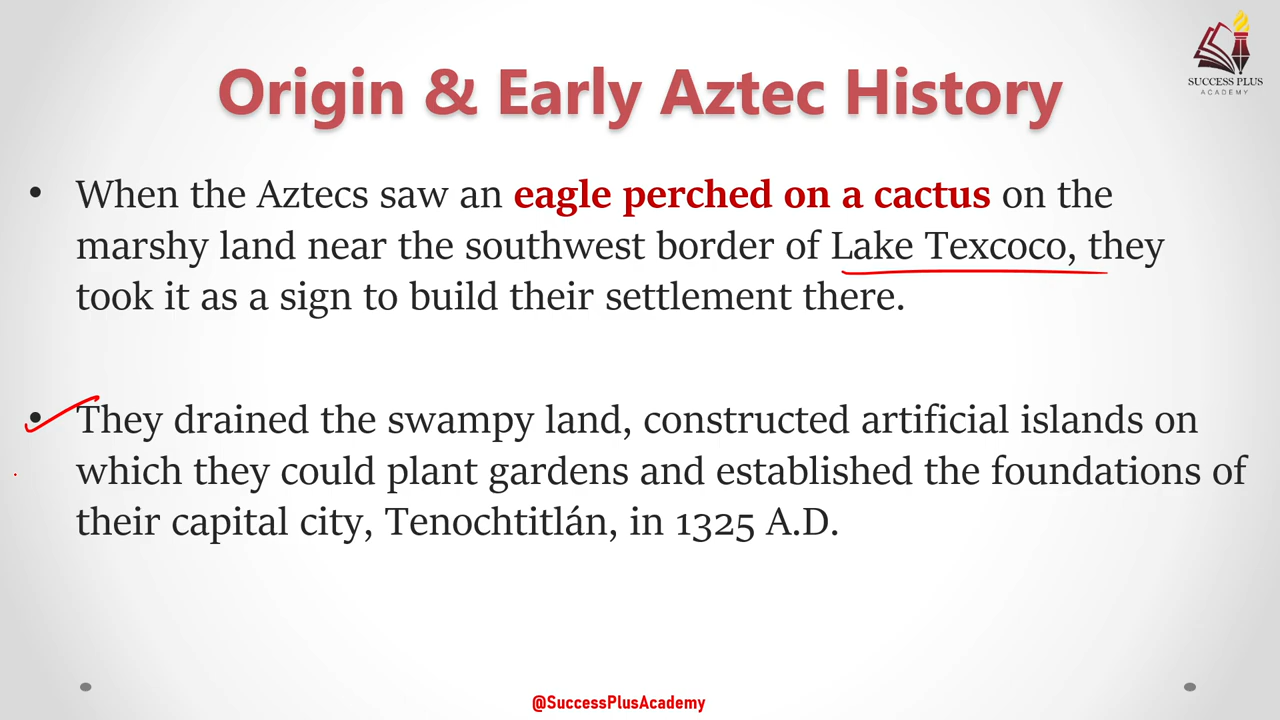 SUCCESS PLUS
ACADEMY
Origin & Early Aztec History
• When the Aztecs saw an eagle perched on a cactus on the
marshy land near the southwest border of Lake Texcoco, they
took it as a sign to build their settlement there.
• They drained the swampy land, constructed artificial islands on
which they could plant gardens and established the foundations of
their capital city, Tenochtitlán, in 1325 A.D.
@SuccessPlusAcademy